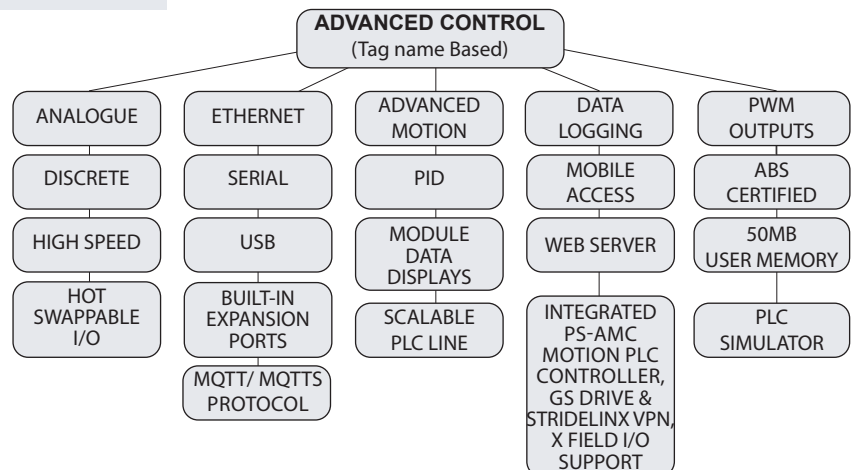 ADVANCED CONTROL
(Tag name Based)
ANALOGUE
DISCRETE
HIGH SPEED
HOT
SWAPPABLE
I/O
ETHERNET
SERIAL
USB
BUILT-IN
EXPANSION
PORTS
MQTT/ MQTTS
PROTOCOL
ADVANCED
MOTION
PID
MODULE
DATA
DISPLAYS
SCALABLE
PLC LINE
DATA
LOGGING
MOBILE
ACCESS
WEB SERVER
INTEGRATED
PS-AMC
MOTION PLC
CONTROLLER,
GS DRIVE &
STRIDELINX VPN,
X FIELD I/O
SUPPORT
PWM
OUTPUTS
ABS
CERTIFIED
50MB
USER MEMORY
PLC
SIMULATOR